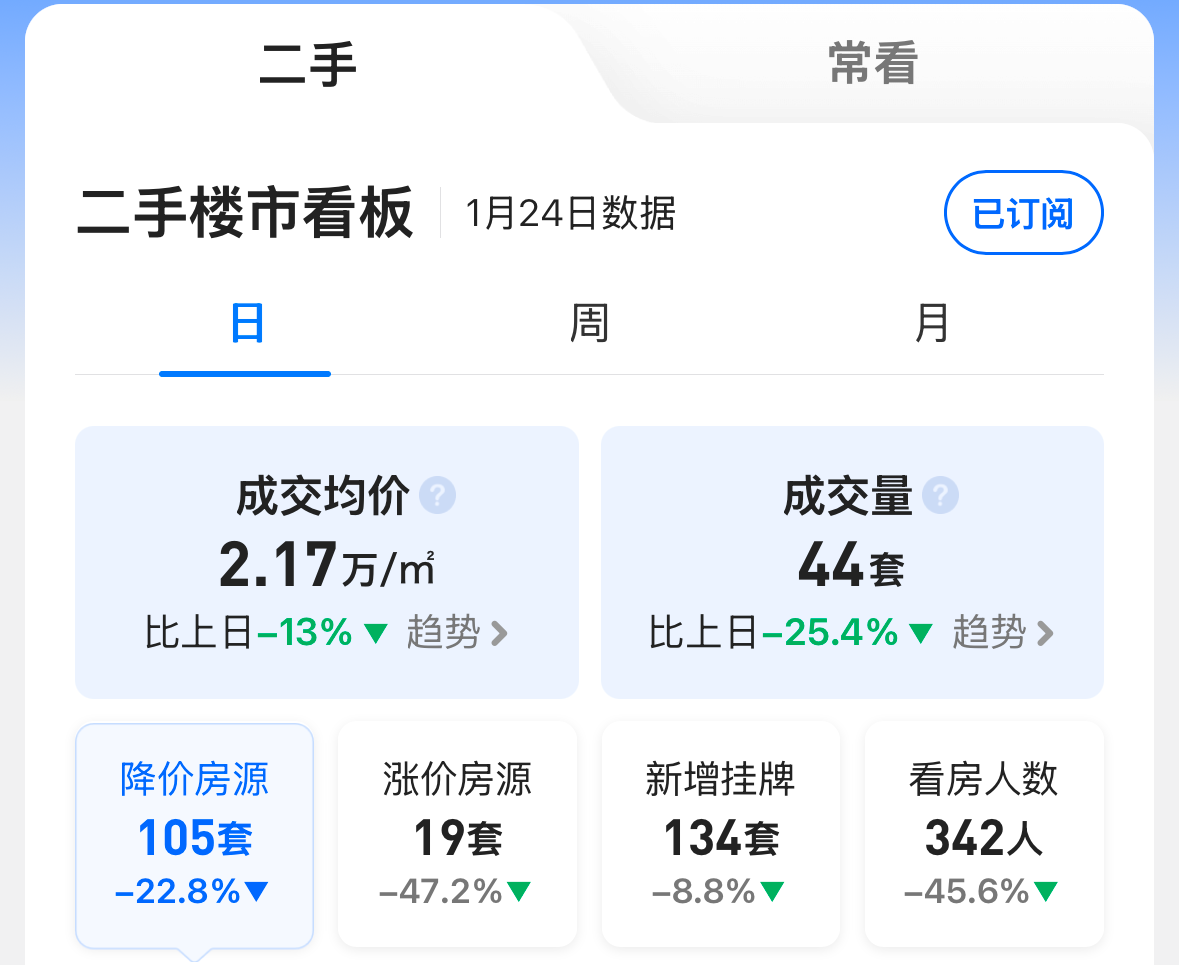 二手
常看
二手楼市看板
1月24日数据
已订阅
日
周
月
成交均价 ?
2.17万/㎡
比上日-13%▼ 趋势 >
成交量 ?
44套
比上日-25.4%▼ 趋势 >
降价房源
105套
-22.8%▼
涨价房源
19套
-47.2%▼
新增挂牌
134套
-8.8%▼
看房人数
342人
-45.6%▼